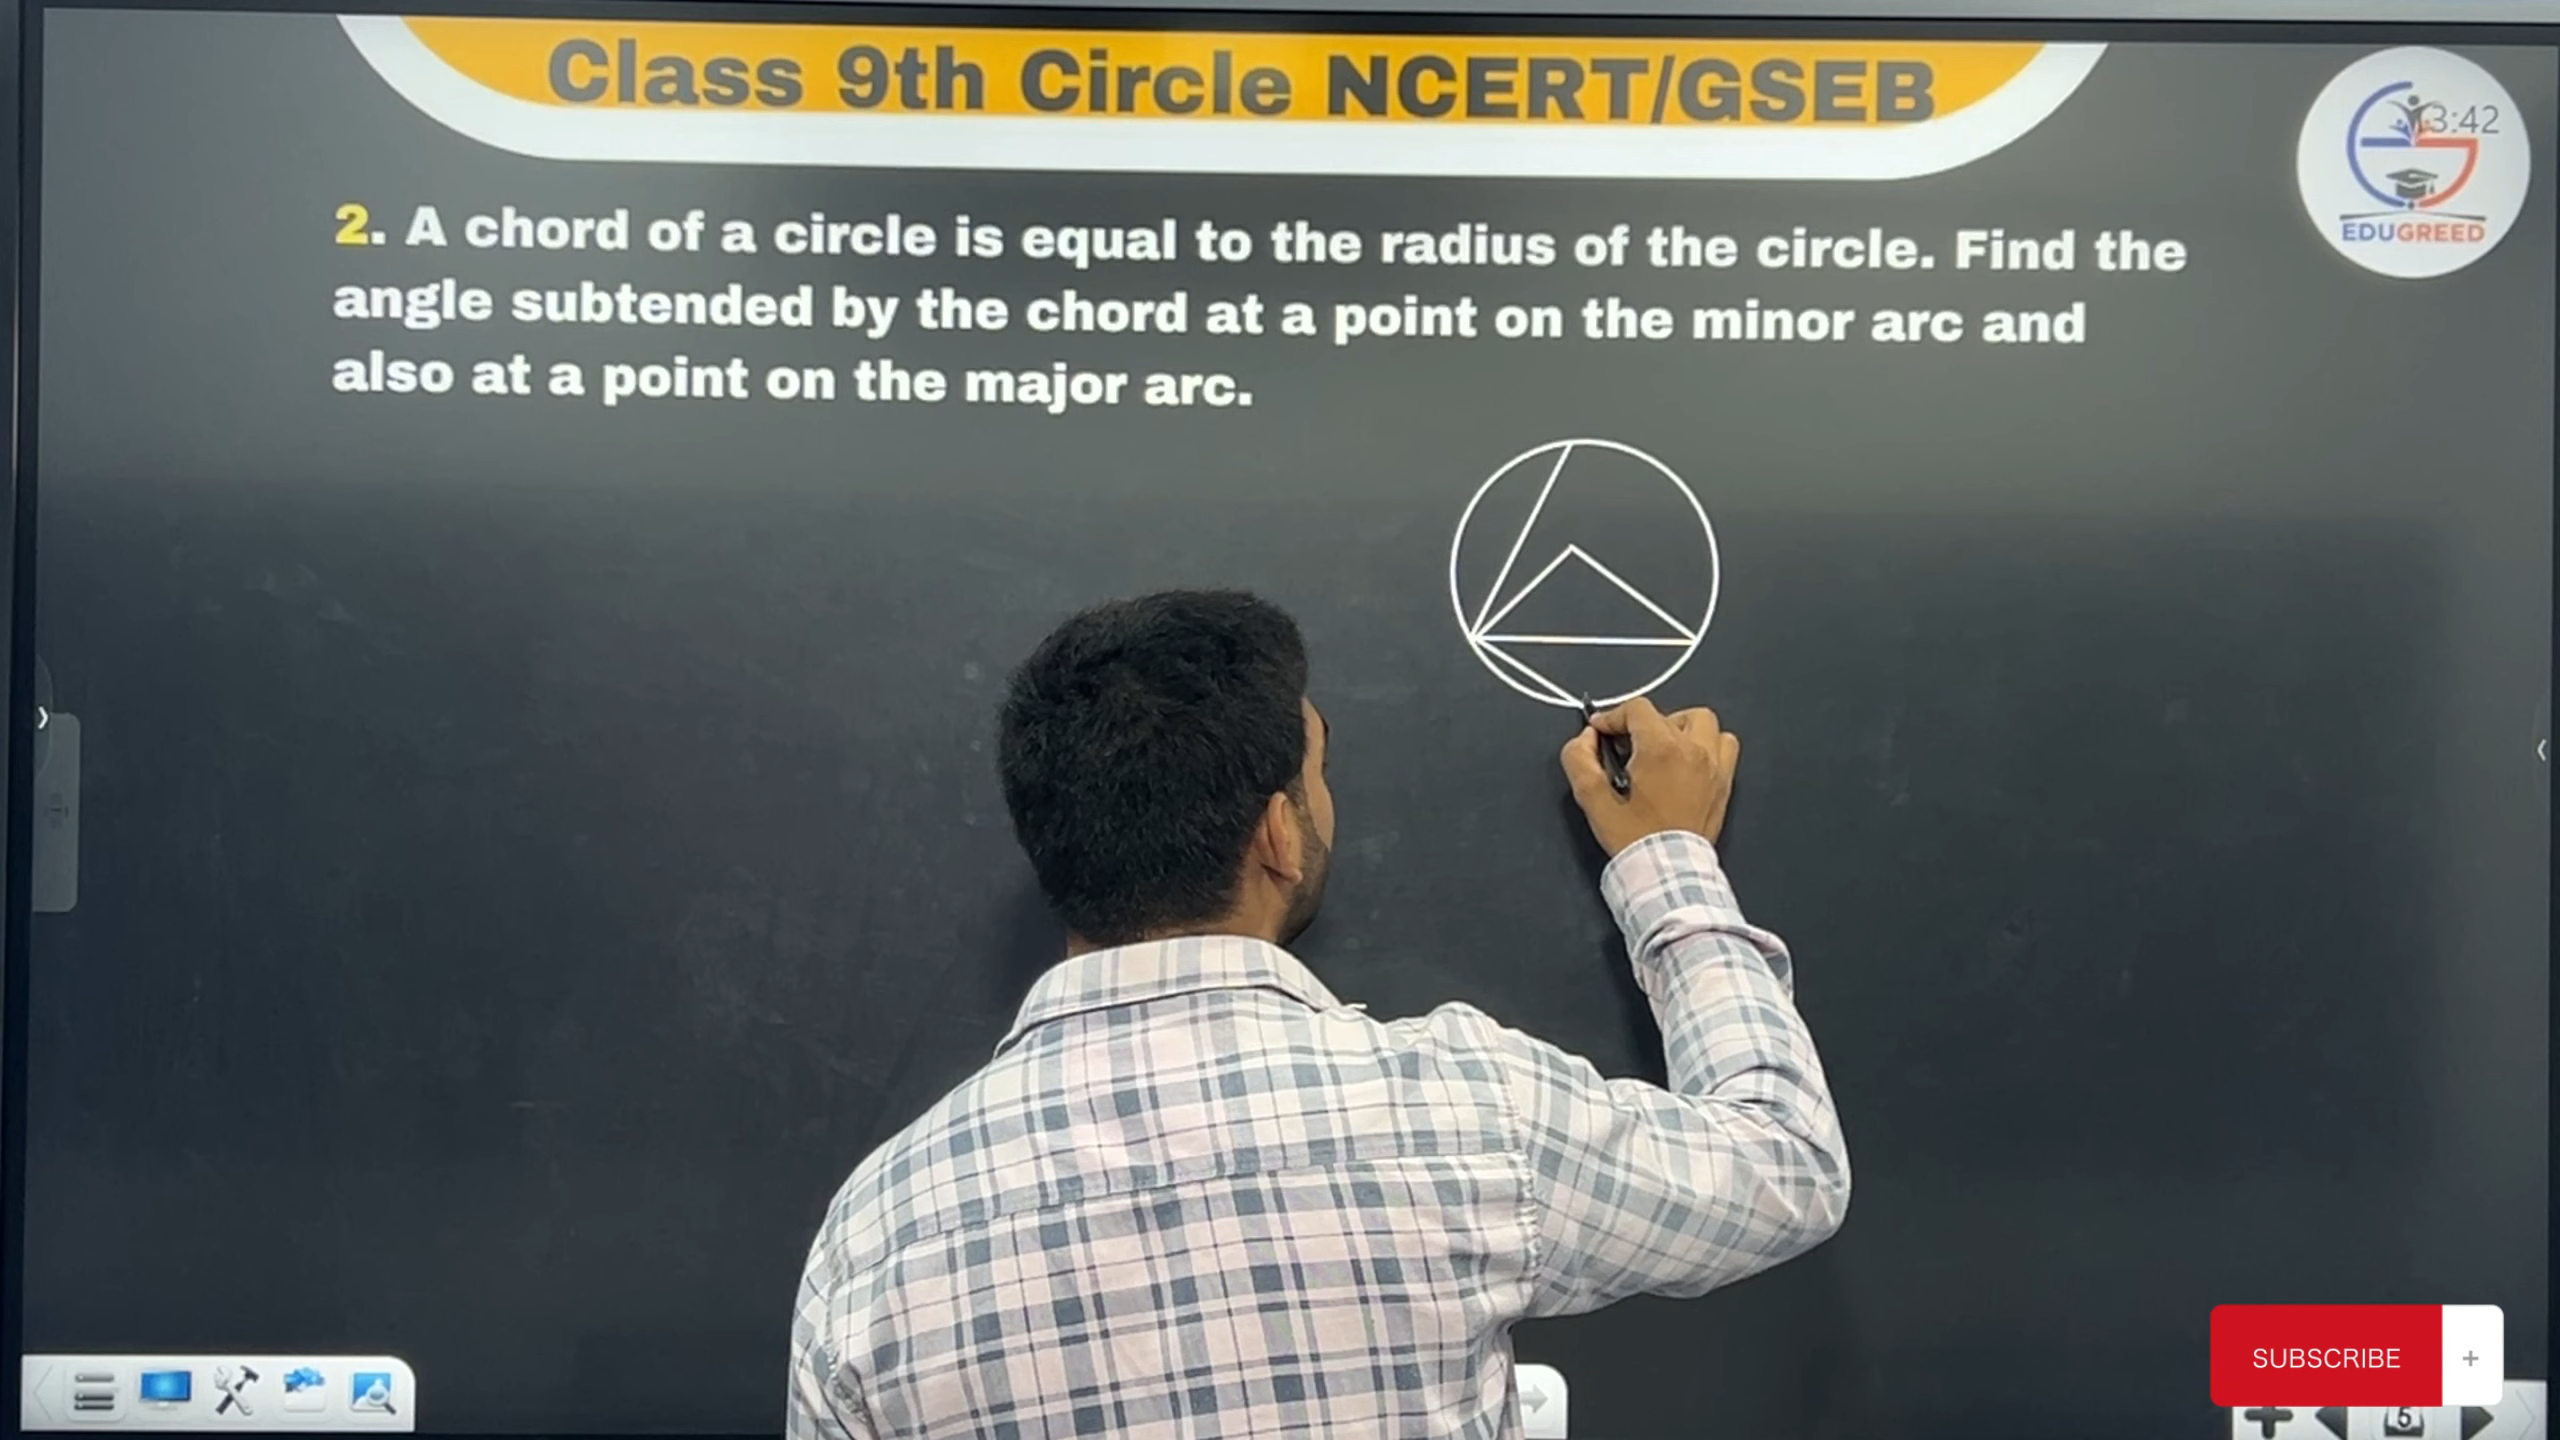 Class 9th Circle NCERT/GSEB
3:42
EDUGREED
2. A chord of a circle is equal to the radius of the circle. Find the
angle subtended by the chord at a point on the minor arc and
also at a point on the major arc.
SUBSCRIBE +
5